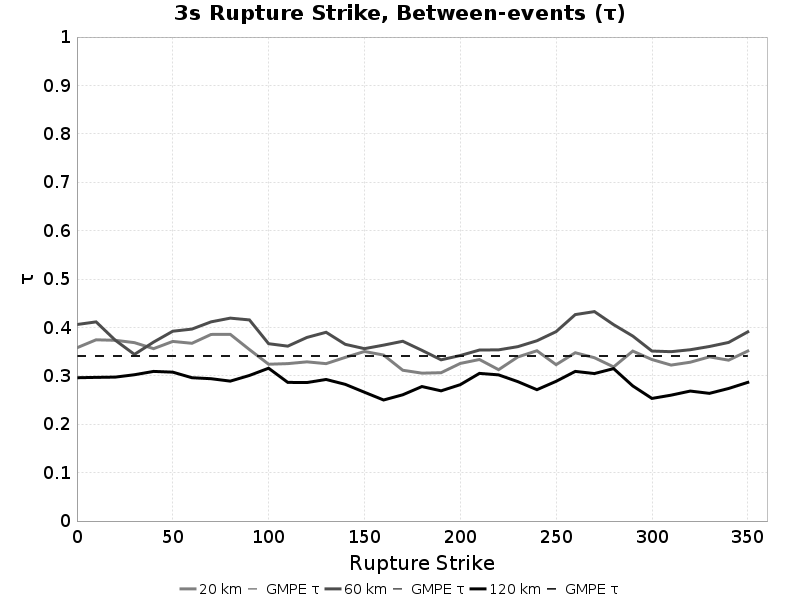 3s Rupture Strike, Between-events (τ)
1
0.9
0.8
0.7
0.6
0.5
0.4
0.3
0.2
0.1
0
τ
0 50 100 150 200 250 300 350
Rupture Strike
20 km GMPE τ 60 km GMPE τ 120 km GMPE τ